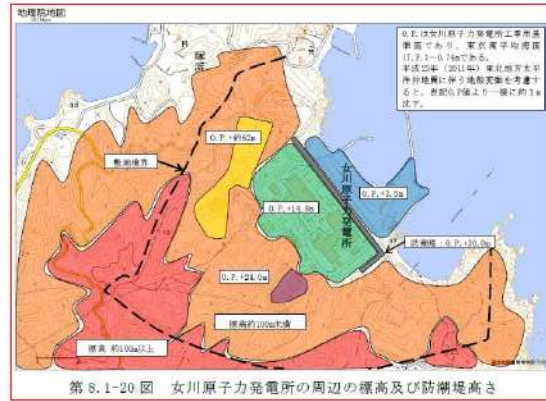 地理院地図
O.P.は女川原子力発電所工事用基
準面であり、東京湾平均海面
(T.P.)-0.74mである。
平成23年(2011年)東北地方太平
洋沖地震に伴う地殻変動を考慮す
ると、表記O.P値より一律に約1m
沈下。
塚浜
O.P.+約62m
敷地境界
O.P.+3.5m
O.P.+14.8m
女川原子力発電所
防潮堤:O.P.+29.0m
O.P.+24.0m
標高約100m未満
標高 約100m以上
第8.1-20図 女川原子力発電所の周辺の標高及び防潮堤高さ